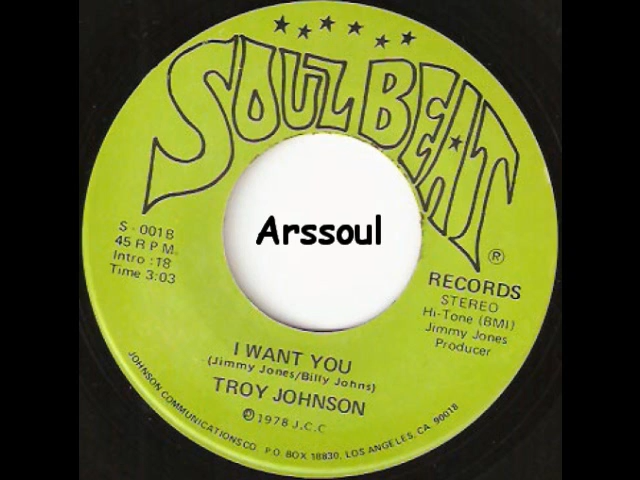 SOUL BEAT
®
Arssoul
S-001B
45 R P M.
Intro :18
Time 3:03
RECORDS
STEREO
Hi-Tone (BMI)
Jimmy Jones
Producer
I WANT YOU
(Jimmy Jones/Billy Johns)
TROY JOHNSON
℗1978 J.C.C
JOHNSON COMMUNICATIONS CO P.O. BOX 18830, LOS ANGELES, CA. 90018